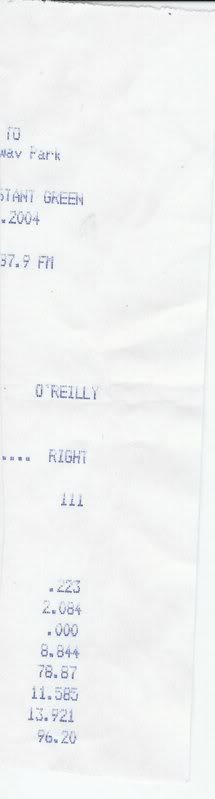 TO
way Park
STANT GREEN
.2004
97.9 FM
O'REILLY
.... RIGHT
111
.223
2.084
.000
8.844
78.87
11.585
13.921
96.20